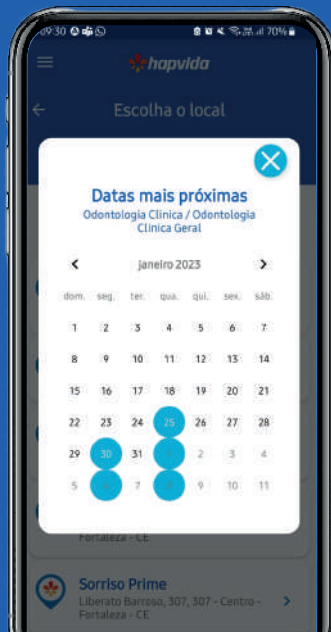 09:30
70%
hapvida
Escolha o local
Datas mais próximas
Odontologia Clinica / Odontologia
Clinica Geral
janeiro 2023
dom. seg. ter. qua. qui. sex. sáb.
1 2 3 4 5 6 7
8 9 10 11 12 13 14
15 16 17 18 19 20 21
22 23 24 25 26 27 28
29 30 31 1 2 3 4
5 6 7 8 9 10 11
Fortaleza - CE
Sorriso Prime
Liberato Barroso, 307, 307 - Centro -
Fortaleza - CE